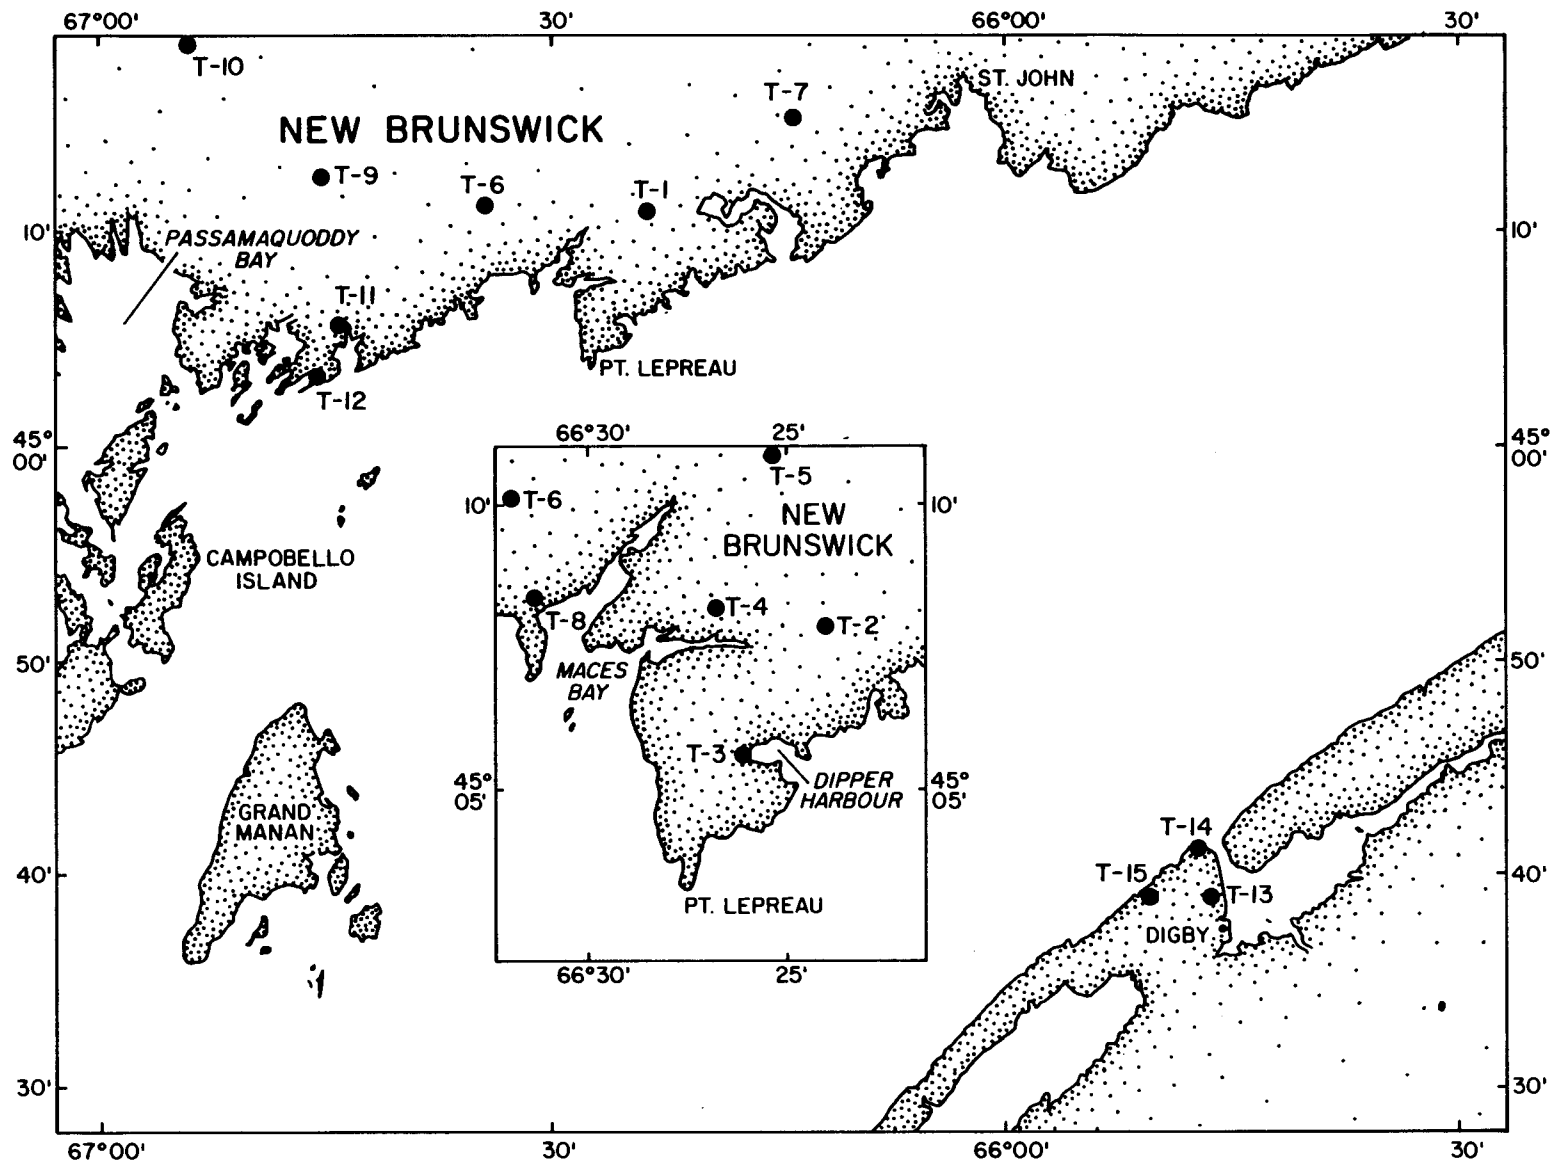 67°00' 30' 66°00' 30'
T-10
ST. JOHN
T-7
NEW BRUNSWICK
T-9
T-6
T-1
10' 10'
PASSAMAQUODDY
BAY
T-11
PT. LEPREAU
T-12
45° 45°
00' 00'
66°30' 25'
T-5
10' 10'
T-6
NEW
BRUNSWICK
CAMPOBELLO
ISLAND
T-4
T-8
T-2
MACES
BAY
50' 50'
T-3
DIPPER
HARBOUR
45° 45°
05' 05'
GRAND
MANAN
T-14
T-15
T-13
40' 40'
PT. LEPREAU
DIGBY
66°30' 25'
30' 30'
67°00' 30' 66°00' 30'